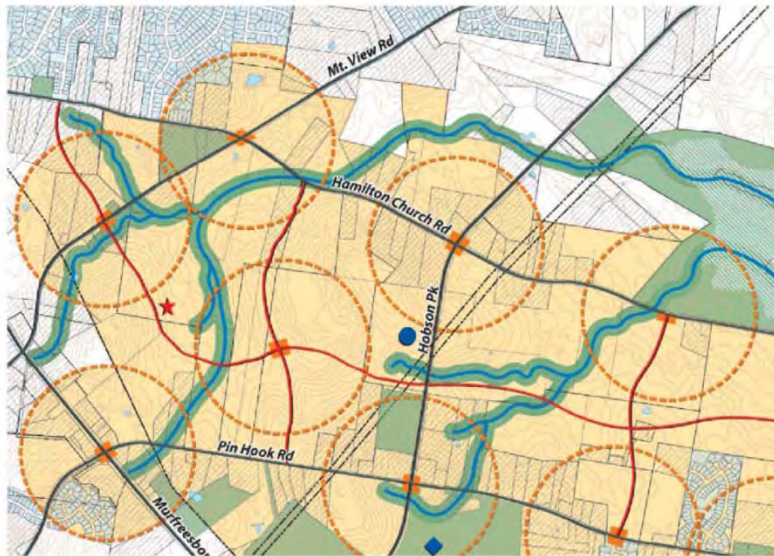 Mt. View Rd
Hamilton Church Rd
Hobson Pk
Pin Hook Rd
Murfreesbo